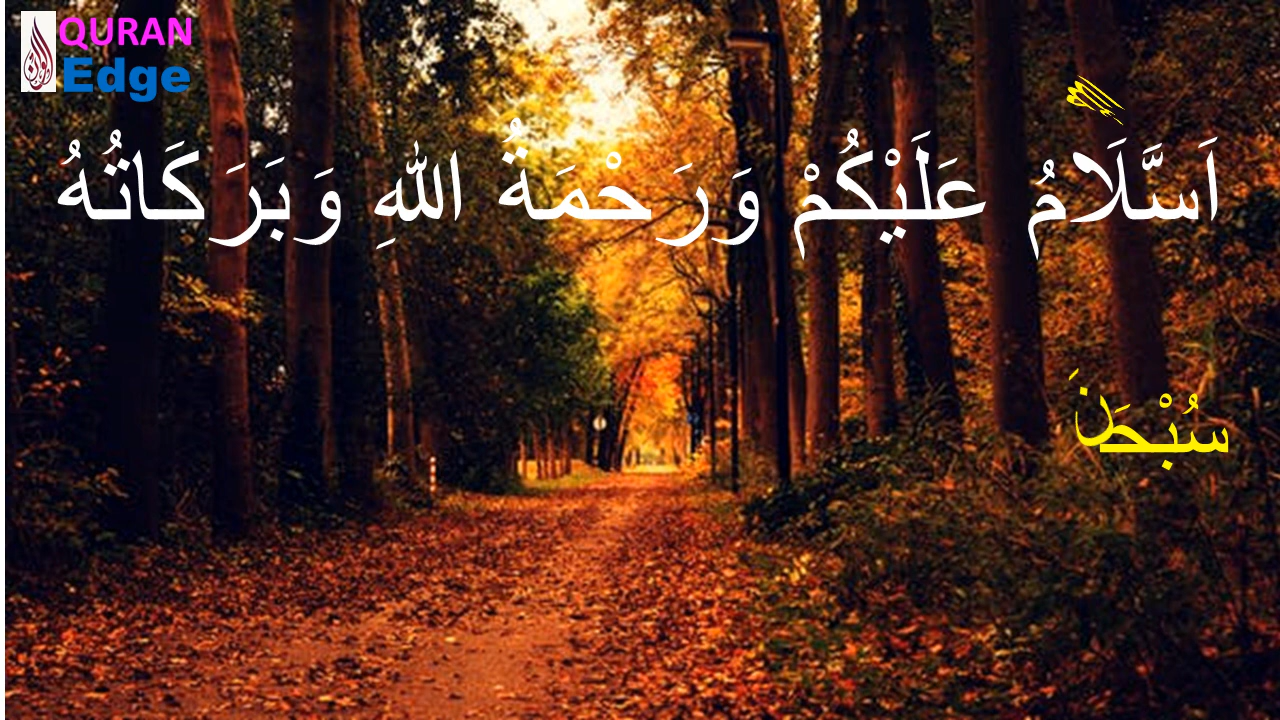 QURAN
Edge
اَسَّلَامُ عَلَيْكُمْ وَرَحْمَةُ اللهِ وَبَرَكَاتُهُ
سُبْحَنَ